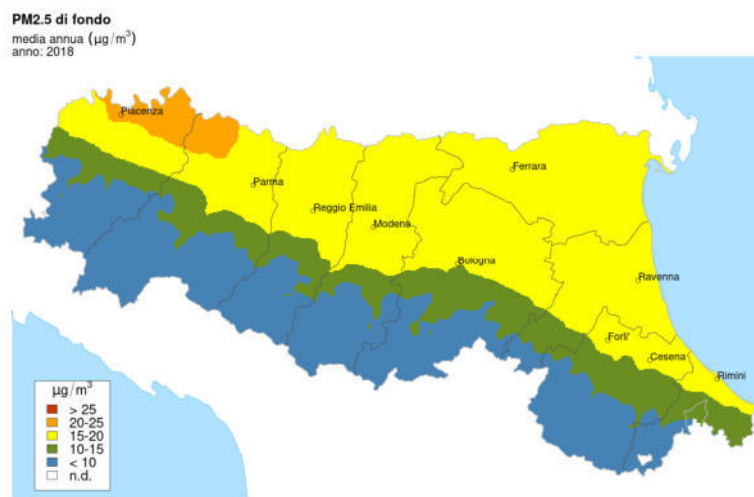 PM2.5 di fondo
media annua (µg/m³)
anno: 2018
Piacenza
Ferrara
Parma
Reggio Emilia
Modena
Bologna
Ravenna
Forli'
Cesena
Rimini
µg/m³
> 25
20-25
15-20
10-15
< 10
n.d.